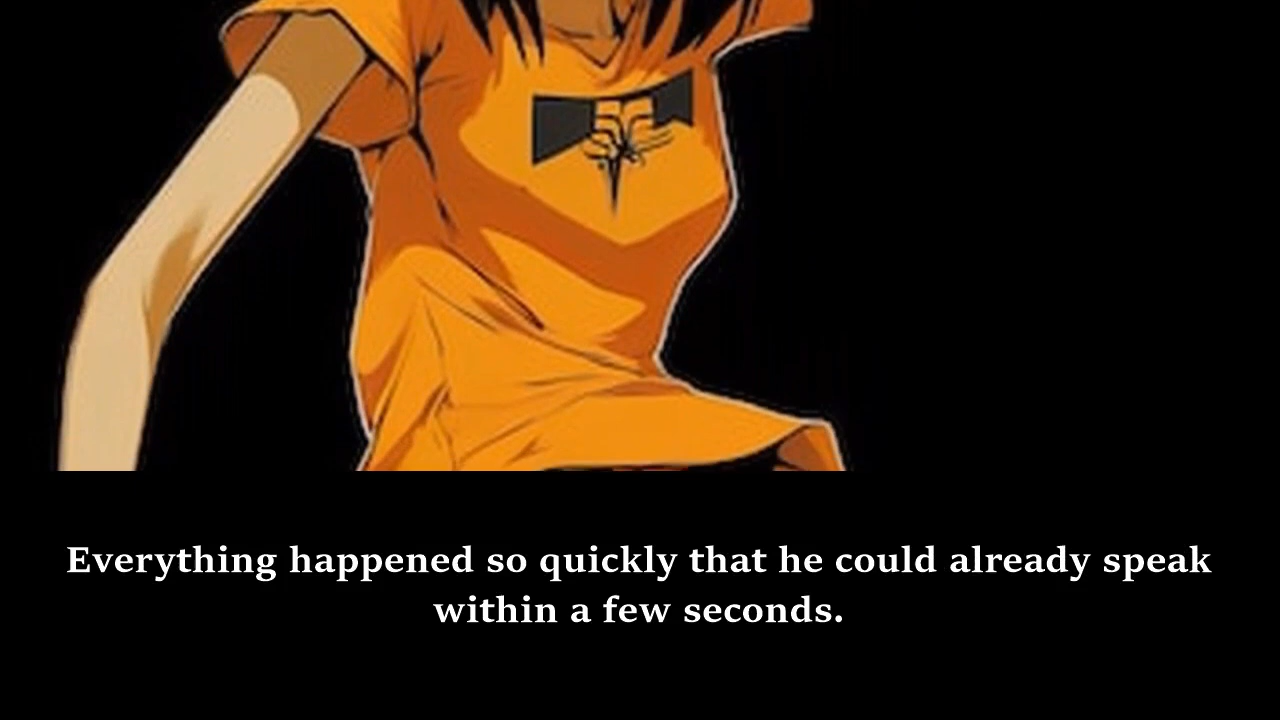 Everything happened so quickly that he could already speak
within a few seconds.